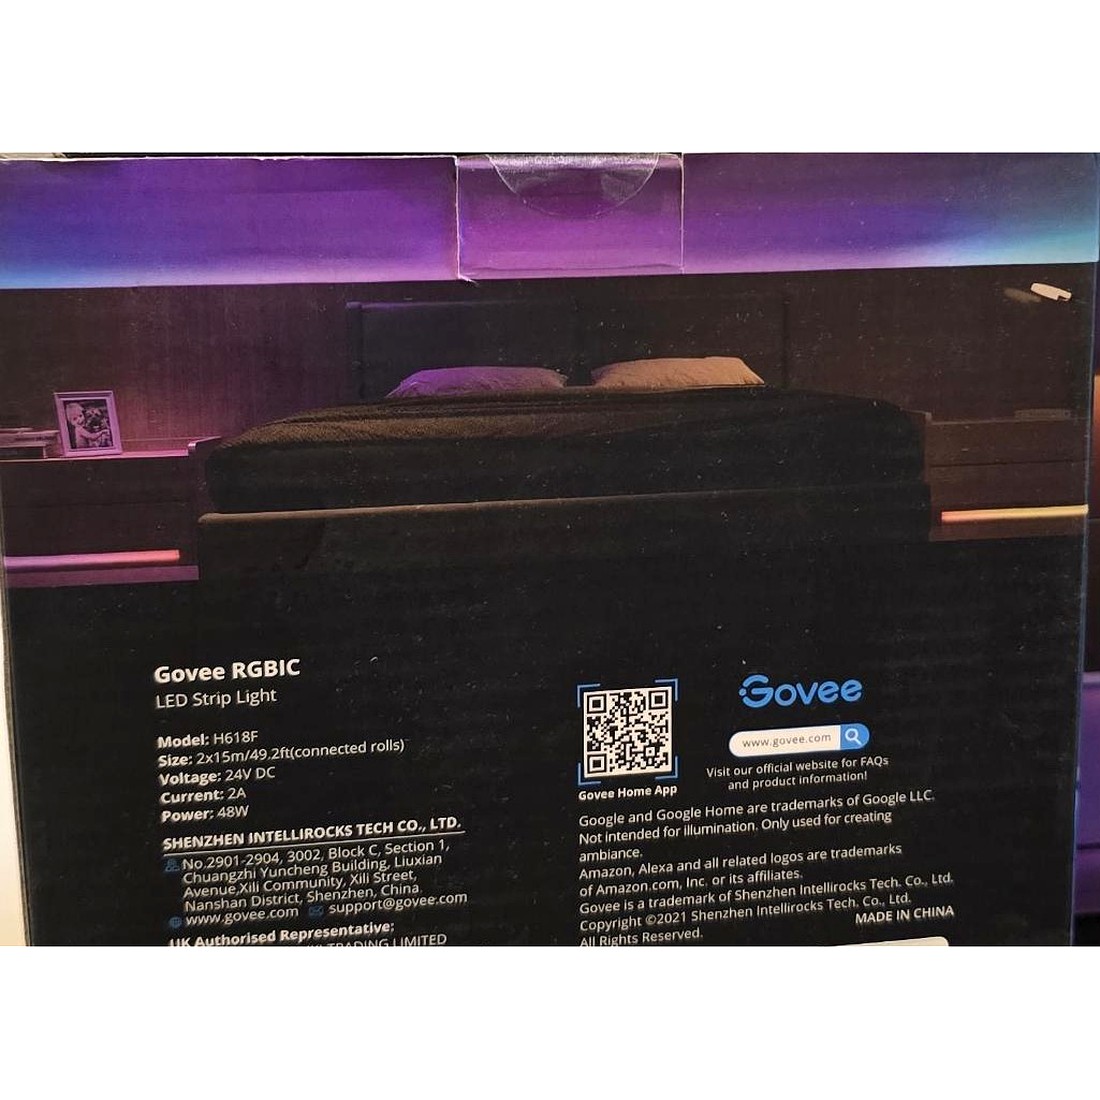 Govee RGBIC
LED Strip Light
Model: H618F
Size: 2x15m/49.2ft(connected rolls)
Voltage: 24V DC
Current: 2A
Power: 48W
SHENZHEN INTELLIROCKS TECH CO., LTD.
No.2901-2904, 3002, Block C, Section 1,
Chuangzhi Yuncheng Building, Liuxian
Avenue,Xili Community, Xili Street,
Nanshan District, Shenzhen, China.
www.govee.com support@govee.com
UK Authorised Representative:
TRADING LIMITED
Govee Home App
Govee
www.govee.com
Visit our official website for FAQs
and product information!
Google and Google Home are trademarks of Google LLC.
Not intended for illumination. Only used for creating
ambiance.
Amazon, Alexa and all related logos are trademarks
of Amazon.com, Inc. or its affiliates.
Govee is a trademark of Shenzhen Intellirocks Tech. Co., Ltd.
Copyright ©2021 Shenzhen Intellirocks Tech. Co., Ltd.
All Rights Reserved.
MADE IN CHINA